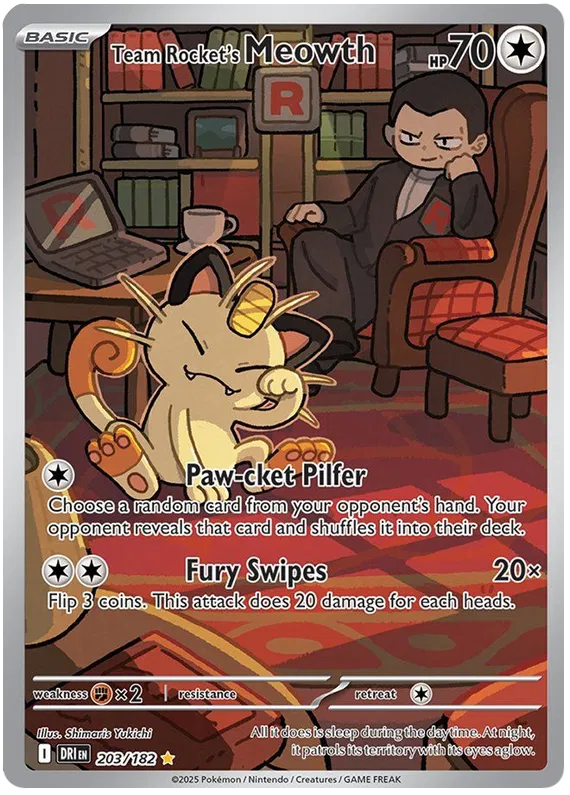 BASIC
Team Rocket's Meowth HP 70
R
R
R
Paw-cket Pilfer
Choose a random card from your opponent's hand. Your
opponent reveals that card and shuffles it into their deck.
Fury Swipes 20×
Flip 3 coins. This attack does 20 damage for each heads.
weakness ×2 resistance retreat
Illus. Shimaris Yukichi
All it does is sleep during the daytime. At night,
it patrols its territory with its eyes aglow.
I DRI EN 203/182
©2025 Pokémon / Nintendo / Creatures / GAME FREAK